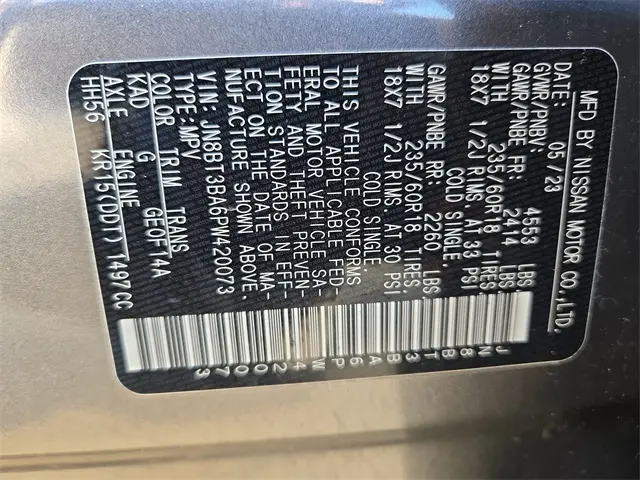 MFD BY NISSAN MOTOR CO.,LTD.
DATE: 05 / 23
GVWR/PNBV: 4553 LBS.
GAWR/PNBE FR: 2414 LBS.
WITH 235/60R18 TIRES
18X7 1/2J RIMS. AT 33 PSI
COLD SINGLE.
GAWR/PNBE RR: 2260 LBS.
WITH 235/60R18 TIRES
18X7 1/2J RIMS. AT 30 PSI
COLD SINGLE.
THIS VEHICLE CONFORMS
TO ALL APPLICABLE FED-
ERAL MOTOR VEHICLE SA-
FETY AND THEFT PREVEN-
TION STANDARDS IN EFF-
ECT ON THE DATE OF MA-
NUFACTURE SHOWN ABOVE.
VIN: JN8BT3BA6PW420073
TYPE: MPV
COLOR TRIM TRANS
KAD G GE0F14A
AXLE ENGINE
HH56 KR15(DDT) 1497CC
JN8BT3BA6PW420073